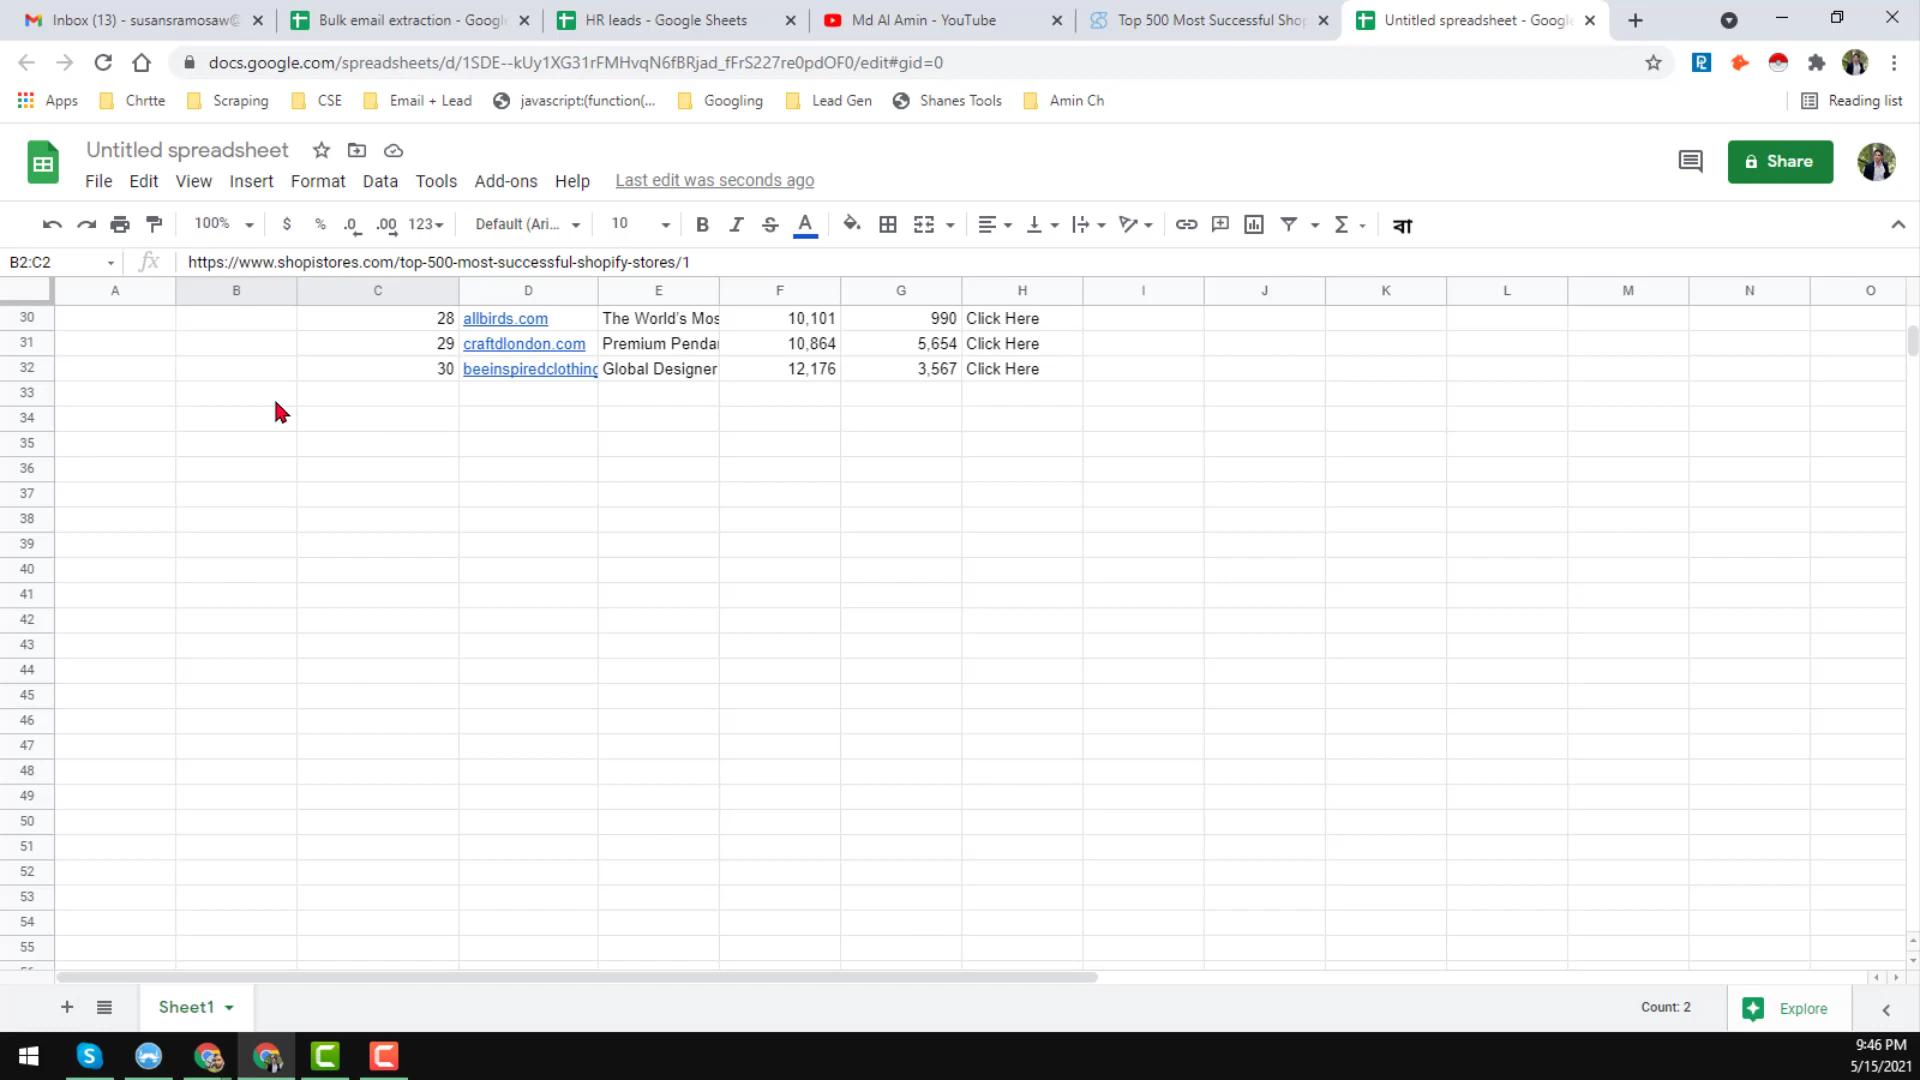 Inbox (13) - susansramosaw@
Bulk email extraction - Google
HR leads - Google Sheets
Md Al Amin - YouTube
Top 500 Most Successful Shop
Untitled spreadsheet - Google
docs.google.com/spreadsheets/d/1SDE--kUy1XG31rFMHvqN6fBRjad_fFrS227re0pdOF0/edit#gid=0
Apps Chrtte Scraping CSE Email + Lead javascript:(function(... Googling Lead Gen Shanes Tools Amin Ch Reading list
Untitled spreadsheet
Share
File Edit View Insert Format Data Tools Add-ons Help Last edit was seconds ago
100% $ % .0 .00 123 Default (Ari... 10 B I S A Σ বা
B2:C2 fx https://www.shopistores.com/top-500-most-successful-shopify-stores/1
A B C D E F G H I J K L M N O
30 28 allbirds.com The World's Mos 10,101 990 Click Here
31 29 craftdlondon.com Premium Penda 10,864 5,654 Click Here
32 30 beeinspiredclothing Global Designer 12,176 3,567 Click Here
33
34
35
36
37
38
39
40
41
42
43
44
45
46
47
48
49
50
51
52
53
54
55
Sheet1 Count: 2 Explore
9:46 PM
5/15/2021